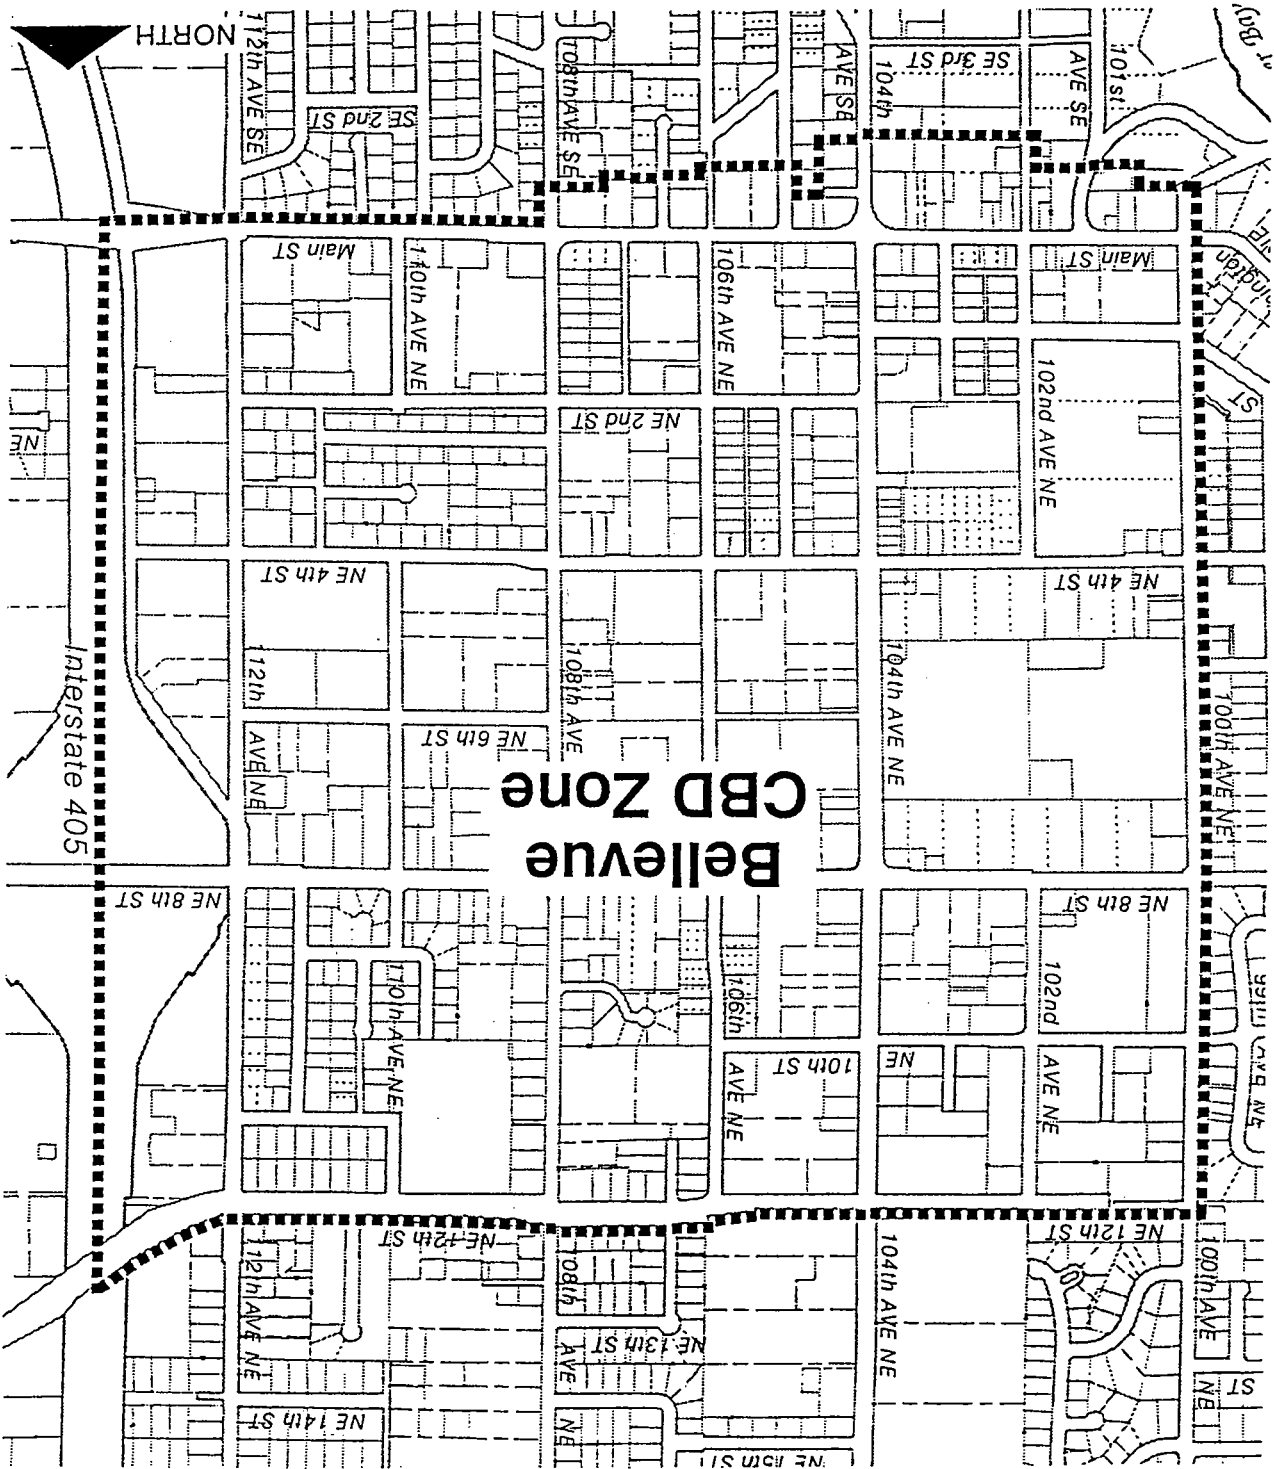 NE 15th ST
NE 14th ST
ST
NE 13th ST
100th AVE NE
104th AVE NE
108th AVE NE
112th AVE NE
NE 12th ST
NE 12th ST
102nd AVE NE
106th AVE NE
110th AVE NE
NE 10th ST
NE 8th ST
NE 8th ST
Bellevue
CBD Zone
100th AVE NE
104th AVE NE
108th AVE
112th AVE NE
Interstate 405
NE 6th ST
NE 4th ST
NE 4th ST
NE
102nd AVE NE
106th AVE NE
110th AVE NE
NE 2nd ST
ST
Main ST
Main ST
101st AVE SE
104th AVE SE
108th AVE SE
112th AVE SE
SE 3rd ST
SE 2nd ST
NORTH